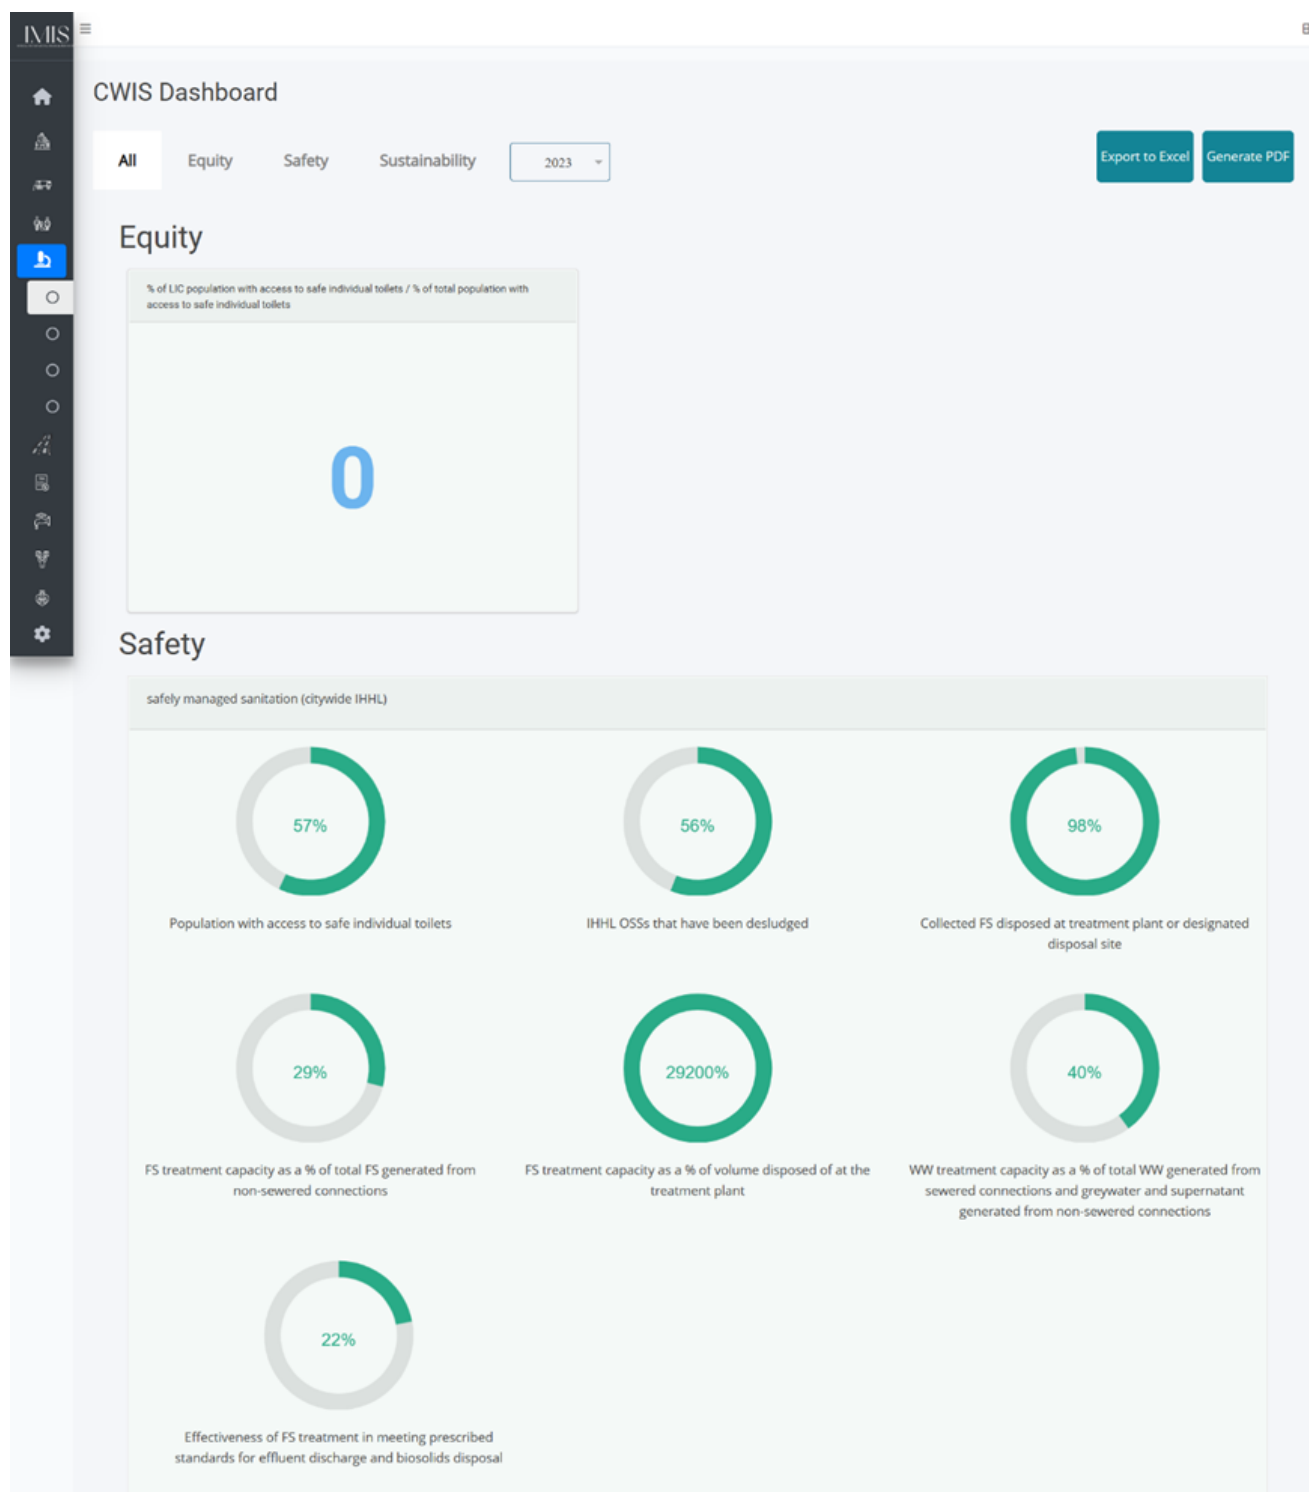 IMIS
CWIS Dashboard
All Equity Safety Sustainability 2023 Export to Excel Generate PDF
Equity
% of LIC population with access to safe individual toilets / % of total population with
access to safe individual toilets
0
Safety
safely managed sanitation (citywide IHHL)
57% 56% 98%
Population with access to safe individual toilets IHHL OSSs that have been desludged Collected FS disposed at treatment plant or designated
disposal site
29% 29200% 40%
FS treatment capacity as a % of total FS generated from FS treatment capacity as a % of volume disposed of at the WW treatment capacity as a % of total WW generated from
non-sewered connections treatment plant sewered connections and greywater and supernatant
generated from non-sewered connections
22%
Effectiveness of FS treatment in meeting prescribed
standards for effluent discharge and biosolids disposal